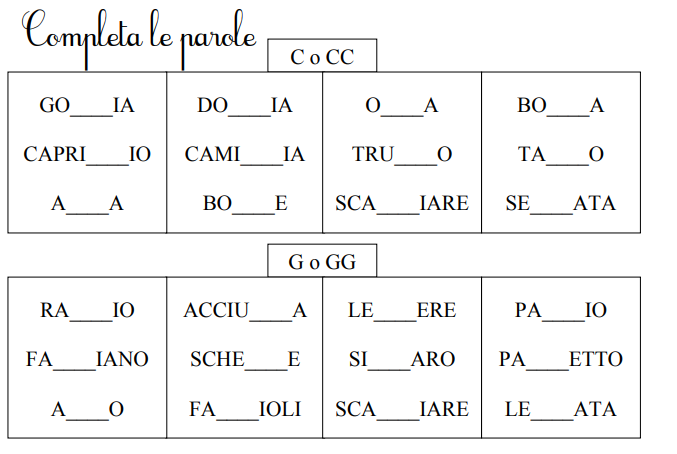 Completa le parole
C o CC
GO____IA DO____IA O____A BO____A
CAPRI____IO CAMI____IA TRU____O TA____O
A____A BO____E SCA____IARE SE____ATA
G o GG
RA____IO ACCIU____A LE____ERE PA____IO
FA____IANO SCHE____E SI____ARO PA____ETTO
A____O FA____IOLI SCA____IARE LE____ATA